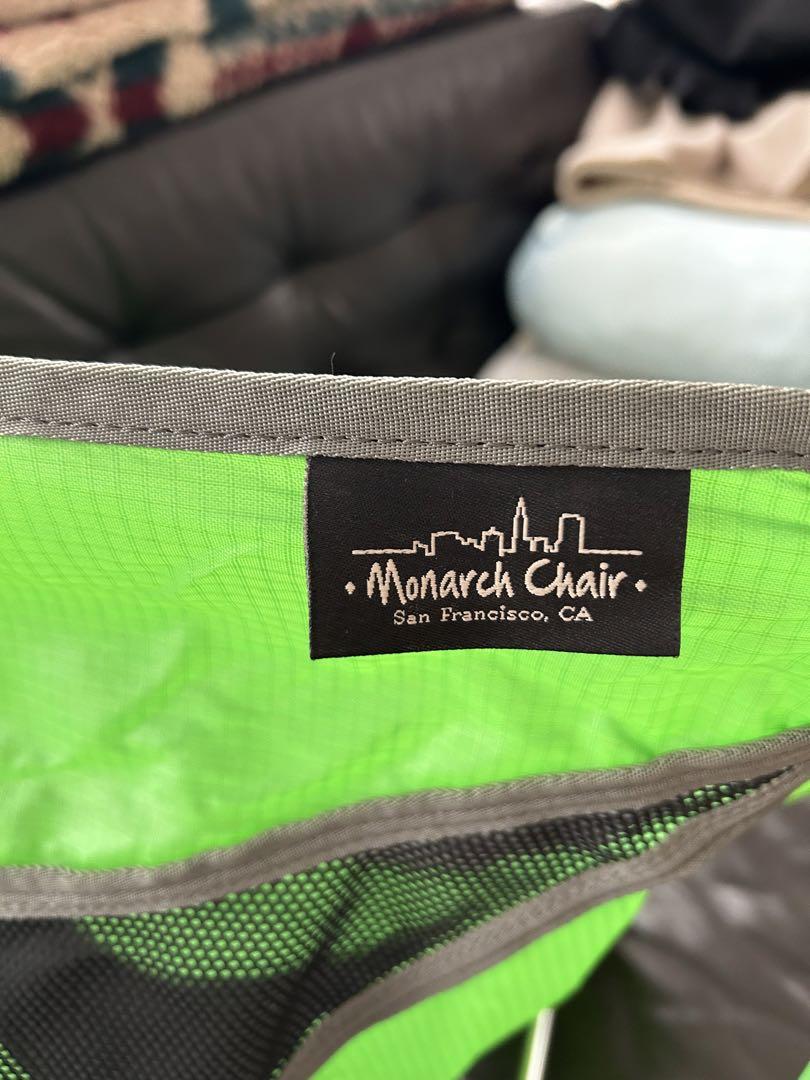 • Monarch Chair •
San Francisco, CA